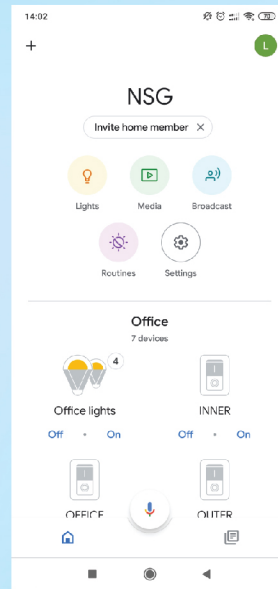 14:02
70
L
NSG
Invite home member
Lights Media Broadcast
Routines Settings
Office
7 devices
4
Office lights INNER
Off On Off On
OFFICE OUTER